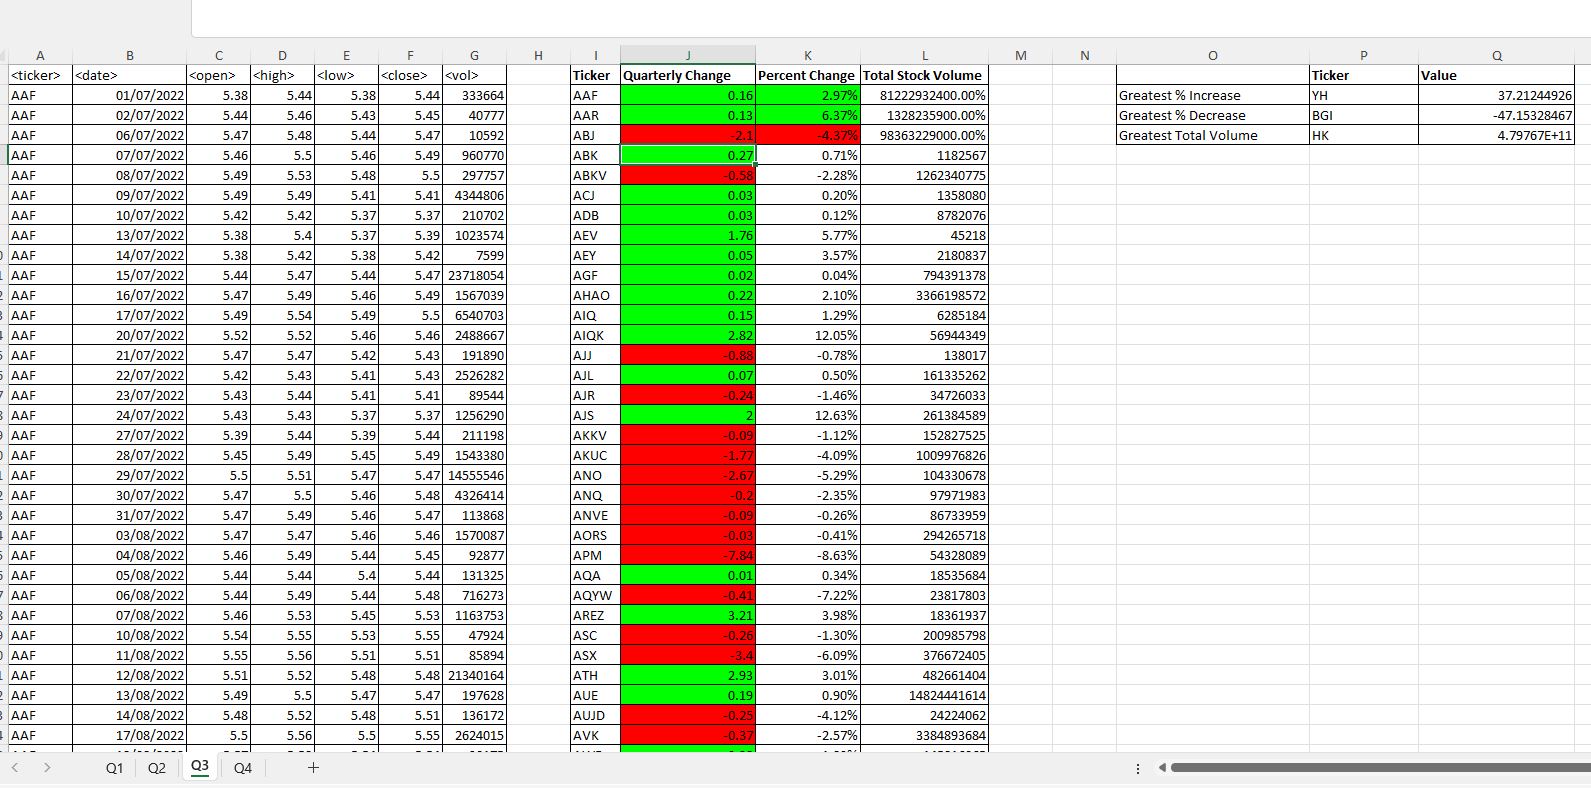 A B C D E F G H I J K L M N O P Q
<ticker> <date> <open> <high> <low> <close> <vol> Ticker Quarterly Change Percent Change Total Stock Volume Ticker Value
AAF 01/07/2022 5.38 5.44 5.38 5.44 333664 AAF 0.16 2.97% 81222932400.00% Greatest % Increase YH 37.21244926
AAF 02/07/2022 5.44 5.46 5.43 5.45 40777 AAR 0.13 6.37% 1328235900.00% Greatest % Decrease BGI -47.15328467
AAF 06/07/2022 5.47 5.48 5.44 5.47 10592 ABJ -2.1 -4.37% 98363229000.00% Greatest Total Volume HK 4.79767E+11
AAF 07/07/2022 5.46 5.5 5.46 5.49 960770 ABK 0.27 0.71% 1182567
AAF 08/07/2022 5.49 5.53 5.48 5.5 297757 ABKV -0.58 -2.28% 1262340775
AAF 09/07/2022 5.49 5.49 5.41 5.41 4344806 ACJ 0.03 0.20% 1358080
AAF 10/07/2022 5.42 5.42 5.37 5.37 210702 ADB 0.03 0.12% 8782076
AAF 13/07/2022 5.38 5.4 5.37 5.39 1023574 AEV 1.76 5.77% 45218
AAF 14/07/2022 5.38 5.42 5.38 5.42 7599 AEY 0.05 3.57% 2180837
AAF 15/07/2022 5.44 5.47 5.44 5.47 23718054 AGF 0.02 0.04% 794391378
AAF 16/07/2022 5.47 5.49 5.46 5.49 1567039 AHAO 0.22 2.10% 3366198572
AAF 17/07/2022 5.49 5.54 5.49 5.5 6540703 AIQ 0.15 1.29% 6285184
AAF 20/07/2022 5.52 5.52 5.46 5.46 2488667 AIQK 2.82 12.05% 56944349
AAF 21/07/2022 5.47 5.47 5.42 5.43 191890 AJJ -0.88 -0.78% 138017
AAF 22/07/2022 5.42 5.43 5.41 5.43 2526282 AJL 0.07 0.50% 161335262
AAF 23/07/2022 5.43 5.44 5.41 5.41 89544 AJR -0.24 -1.46% 34726033
AAF 24/07/2022 5.43 5.43 5.37 5.37 1256290 AJS 2 12.63% 261384589
AAF 27/07/2022 5.39 5.44 5.39 5.44 211198 AKKV -0.09 -1.12% 152827525
AAF 28/07/2022 5.45 5.49 5.45 5.49 1543380 AKUC -1.77 -4.09% 1009976826
AAF 29/07/2022 5.5 5.51 5.47 5.47 14555546 ANO -2.67 -5.29% 104330678
AAF 30/07/2022 5.47 5.5 5.46 5.48 4326414 ANQ -0.2 -2.35% 97971983
AAF 31/07/2022 5.47 5.49 5.46 5.47 113868 ANVE -0.09 -0.26% 86733959
AAF 03/08/2022 5.47 5.47 5.46 5.46 1570087 AORS -0.03 -0.41% 294265718
AAF 04/08/2022 5.46 5.49 5.44 5.45 92877 APM -7.84 -8.63% 54328089
AAF 05/08/2022 5.44 5.44 5.4 5.44 131325 AQA 0.01 0.34% 18535684
AAF 06/08/2022 5.44 5.49 5.44 5.48 716273 AQYW -0.41 -7.22% 23817803
AAF 07/08/2022 5.46 5.53 5.45 5.53 1163753 AREZ 3.21 3.98% 18361937
AAF 10/08/2022 5.54 5.55 5.53 5.55 47924 ASC -0.26 -1.30% 200985798
AAF 11/08/2022 5.55 5.56 5.51 5.51 85894 ASX -3.4 -6.09% 376672405
AAF 12/08/2022 5.51 5.52 5.48 5.48 21340164 ATH 2.93 3.01% 482661404
AAF 13/08/2022 5.49 5.5 5.47 5.47 197628 AUE 0.19 0.90% 14824441614
AAF 14/08/2022 5.48 5.52 5.48 5.51 136172 AUJD -0.25 -4.12% 24224062
AAF 17/08/2022 5.5 5.56 5.5 5.55 2624015 AVK -0.37 -2.57% 3384893684
Q1 Q2 Q3 Q4